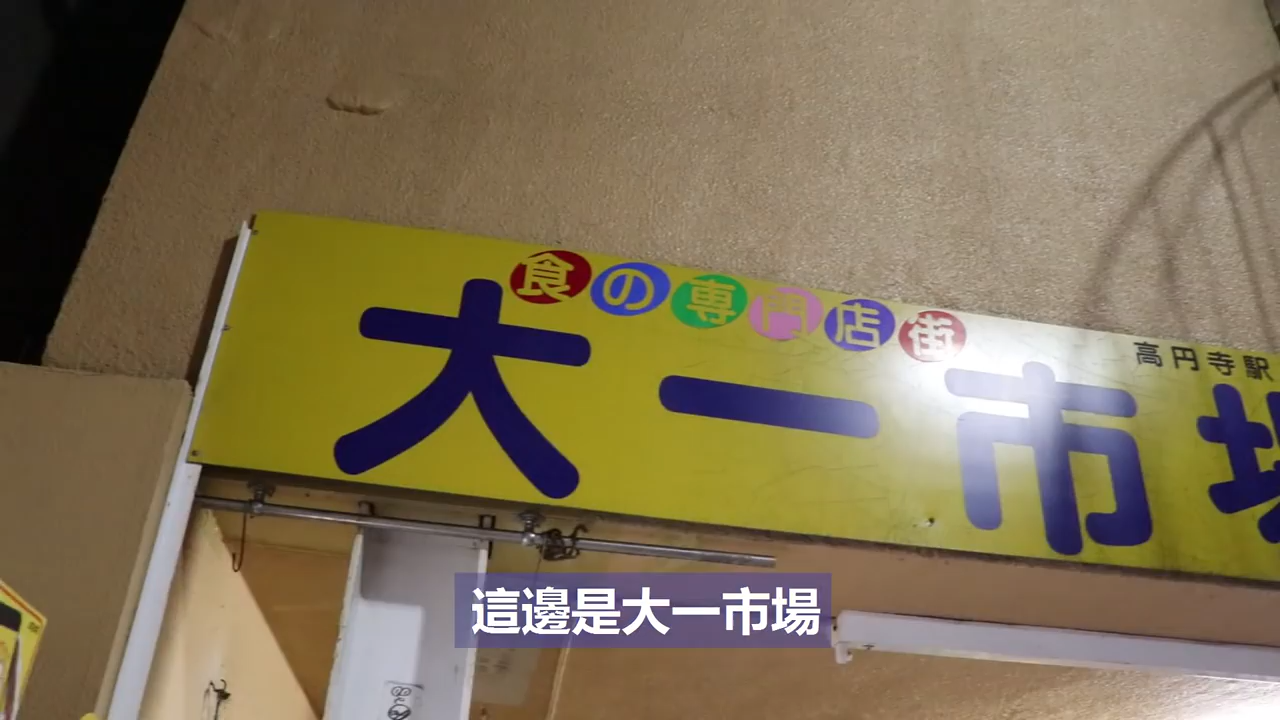 食の専門店街
高円寺駅
大一市場
這邊是大一市場